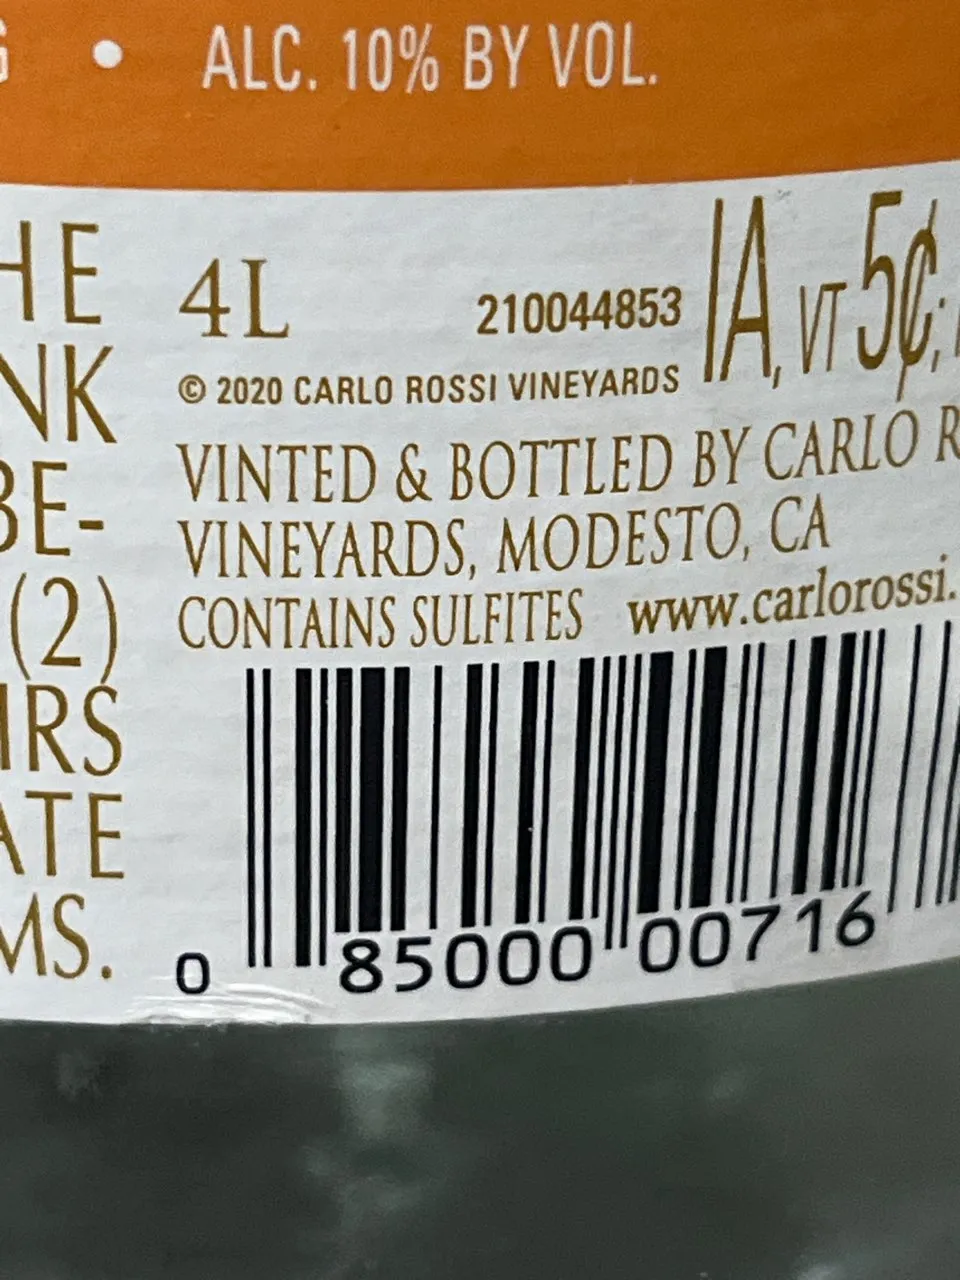 • ALC. 10% BY VOL.
HE
NK
BE-
(2)
IRS
ATE
MS.
4L 210044853 IA, VT 5¢;
© 2020 CARLO ROSSI VINEYARDS
VINTED & BOTTLED BY CARLO R
VINEYARDS, MODESTO, CA
CONTAINS SULFITES www.carlorossi.
0 85000 00716